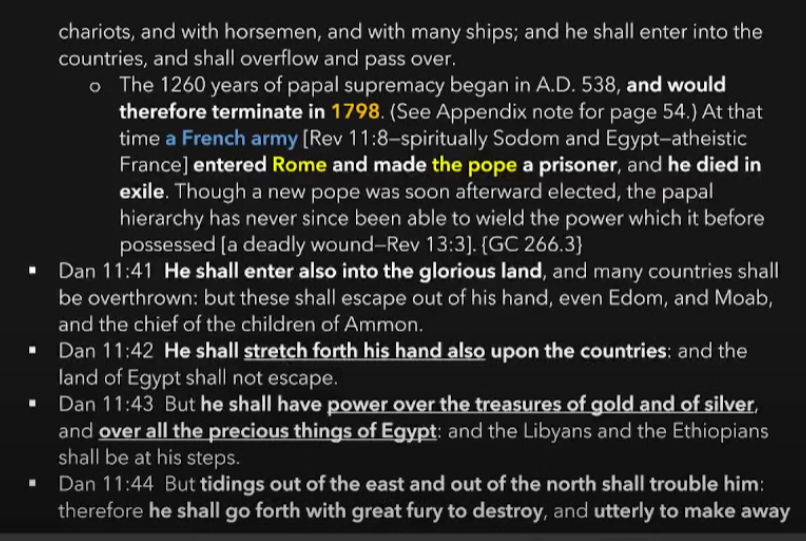 chariots, and with horsemen, and with many ships; and he shall enter into the
countries, and shall overflow and pass over.
o The 1260 years of papal supremacy began in A.D. 538, and would
therefore terminate in 1798. (See Appendix note for page 54.) At that
time a French army [Rev 11:8–spiritually Sodom and Egypt–atheistic
France] entered Rome and made the pope a prisoner, and he died in
exile. Though a new pope was soon afterward elected, the papal
hierarchy has never since been able to wield the power which it before
possessed [a deadly wound–Rev 13:3]. {GC 266.3}
▪ Dan 11:41 He shall enter also into the glorious land, and many countries shall
be overthrown: but these shall escape out of his hand, even Edom, and Moab,
and the chief of the children of Ammon.
▪ Dan 11:42 He shall stretch forth his hand also upon the countries: and the
land of Egypt shall not escape.
▪ Dan 11:43 But he shall have power over the treasures of gold and of silver,
and over all the precious things of Egypt: and the Libyans and the Ethiopians
shall be at his steps.
▪ Dan 11:44 But tidings out of the east and out of the north shall trouble him:
therefore he shall go forth with great fury to destroy, and utterly to make away